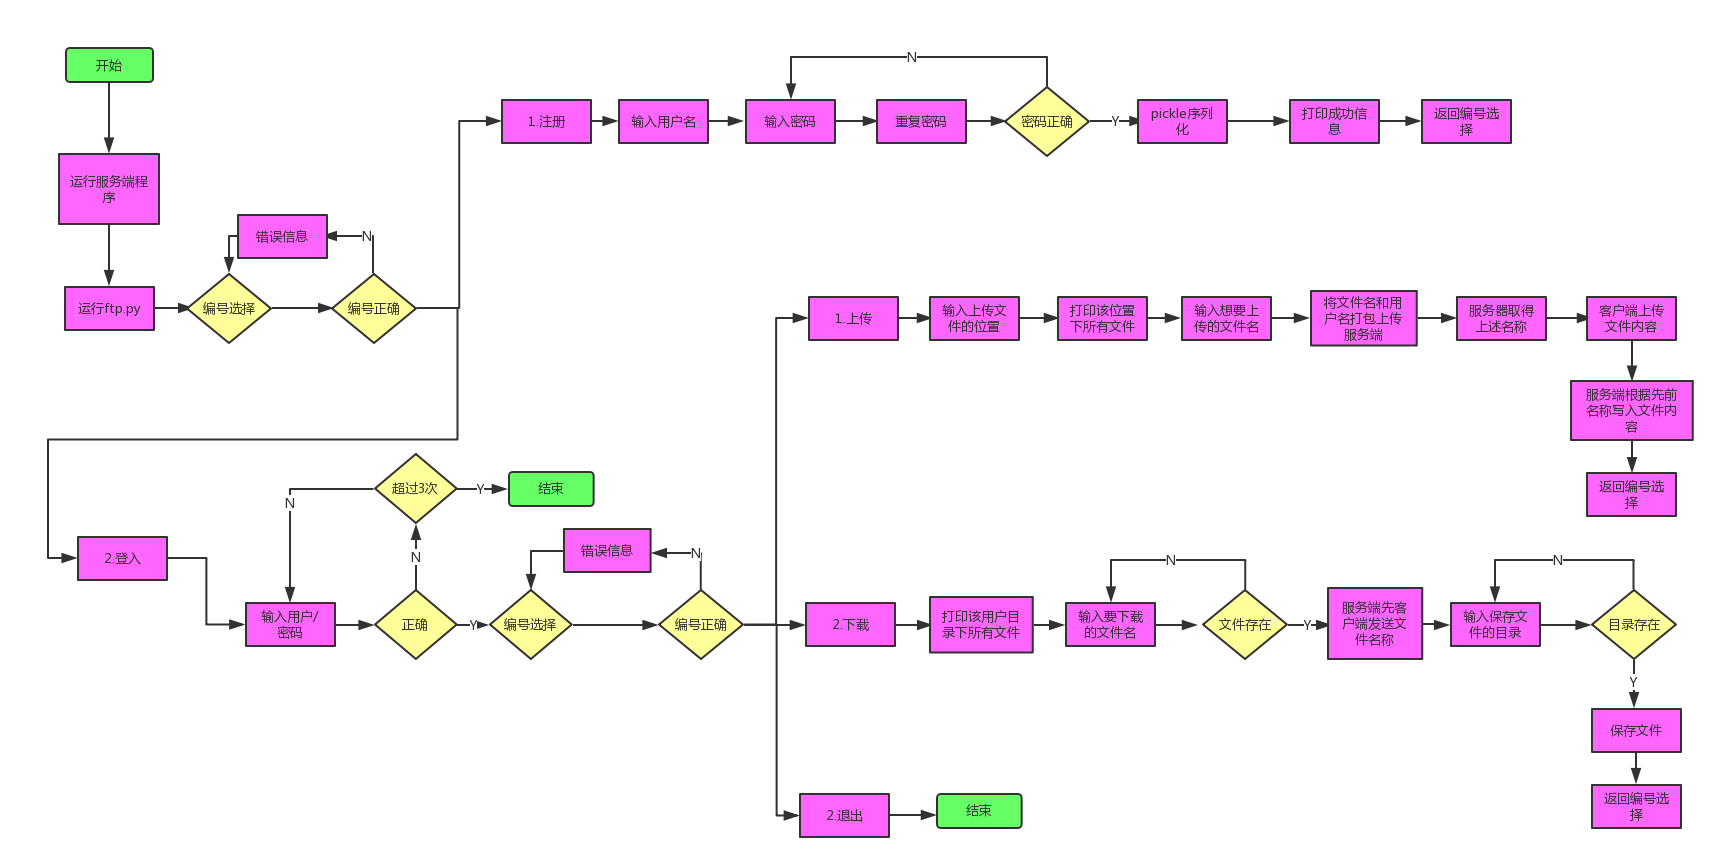 开始
运行服务端程
序
运行ftp.py
编号选择
错误信息
N
编号正确
1.注册
输入用户名
输入密码
重复密码
N
密码正确
Y
pickle序列
化
打印成功信
息
返回编号选
择
2.登入
输入用户/
密码
正确
N
超过3次
N
Y
结束
Y
编号选择
错误信息
N
编号正确
1.上传
输入上传文
件的位置
打印该位置
下所有文件
输入想要上
传的文件名
将文件名和用
户名打包上传
服务端
服务器取得
上述名称
客户端上传
文件内容
服务端根据先前
名称写入文件内
容
返回编号选
择
2.下载
打印该用户目
录下所有文件
输入要下载
的文件名
N
文件存在
Y
服务端先客
户端发送文
件名称
输入保存文
件的目录
N
目录存在
Y
保存文件
返回编号选
择
2.退出
结束